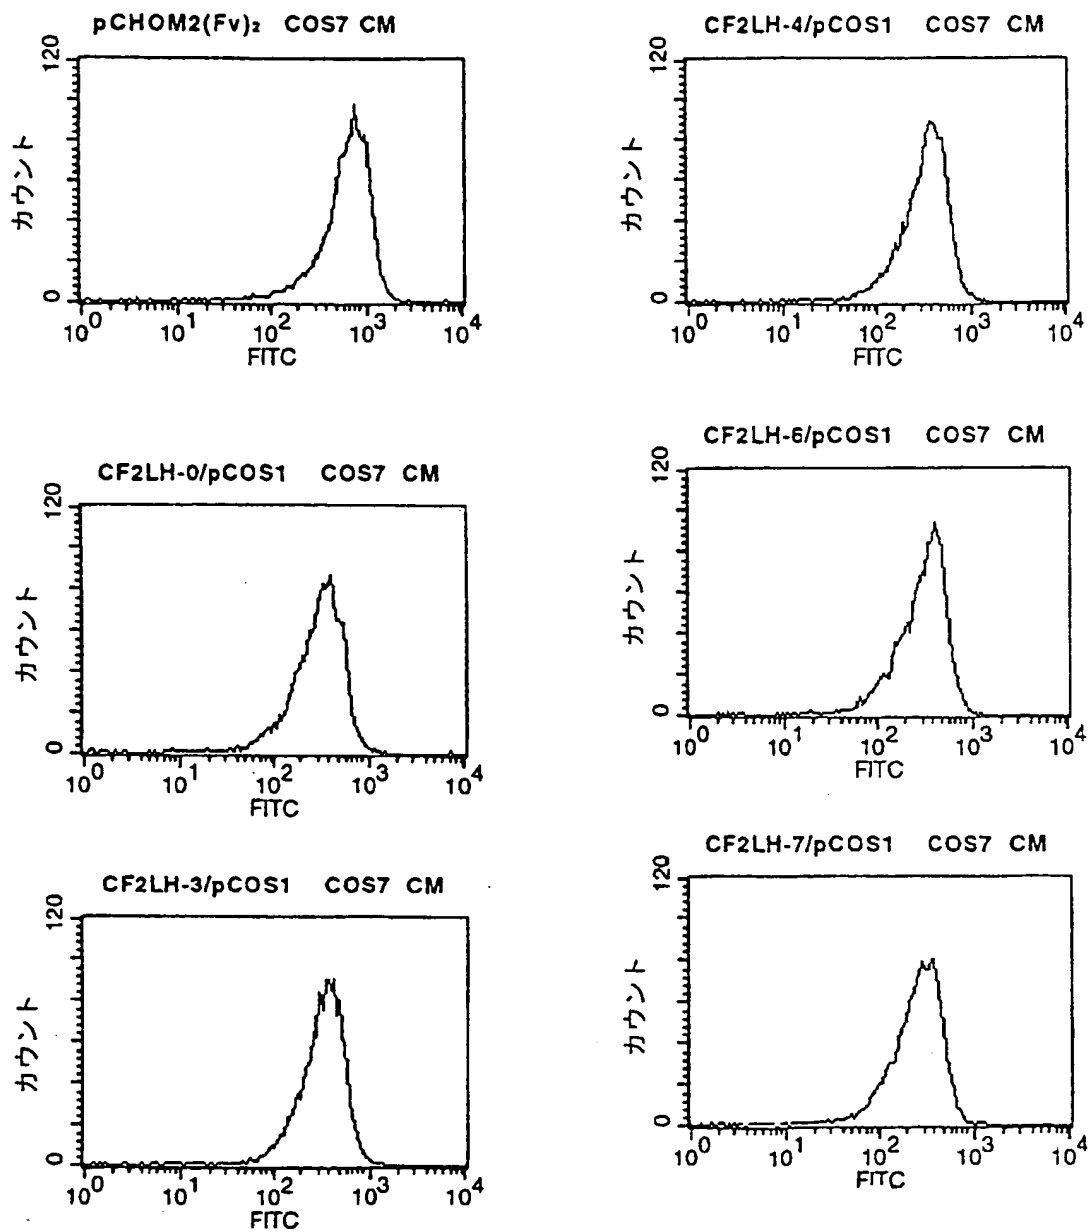 pCHOM2(Fv)₂ COS7 CM
120
カウント
0
10⁰ 10¹ 10² 10³ 10⁴
FITC
CF2LH-0/pCOS1 COS7 CM
120
カウント
0
10⁰ 10¹ 10² 10³ 10⁴
FITC
CF2LH-3/pCOS1 COS7 CM
120
カウント
0
10⁰ 10¹ 10² 10³ 10⁴
FITC
CF2LH-4/pCOS1 COS7 CM
120
カウント
0
10⁰ 10¹ 10² 10³ 10⁴
FITC
CF2LH-6/pCOS1 COS7 CM
120
カウント
0
10⁰ 10¹ 10² 10³ 10⁴
FITC
CF2LH-7/pCOS1 COS7 CM
120
カウント
0
10⁰ 10¹ 10² 10³ 10⁴
FITC